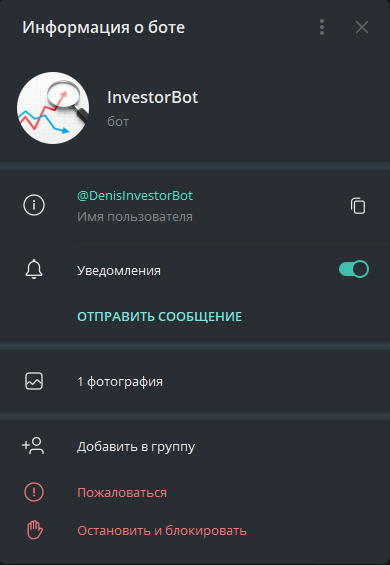 Информация о боте
InvestorBot
бот
@DenisInvestorBot
Имя пользователя
Уведомления
ОТПРАВИТЬ СООБЩЕНИЕ
1 фотография
Добавить в группу
Пожаловаться
Остановить и блокировать